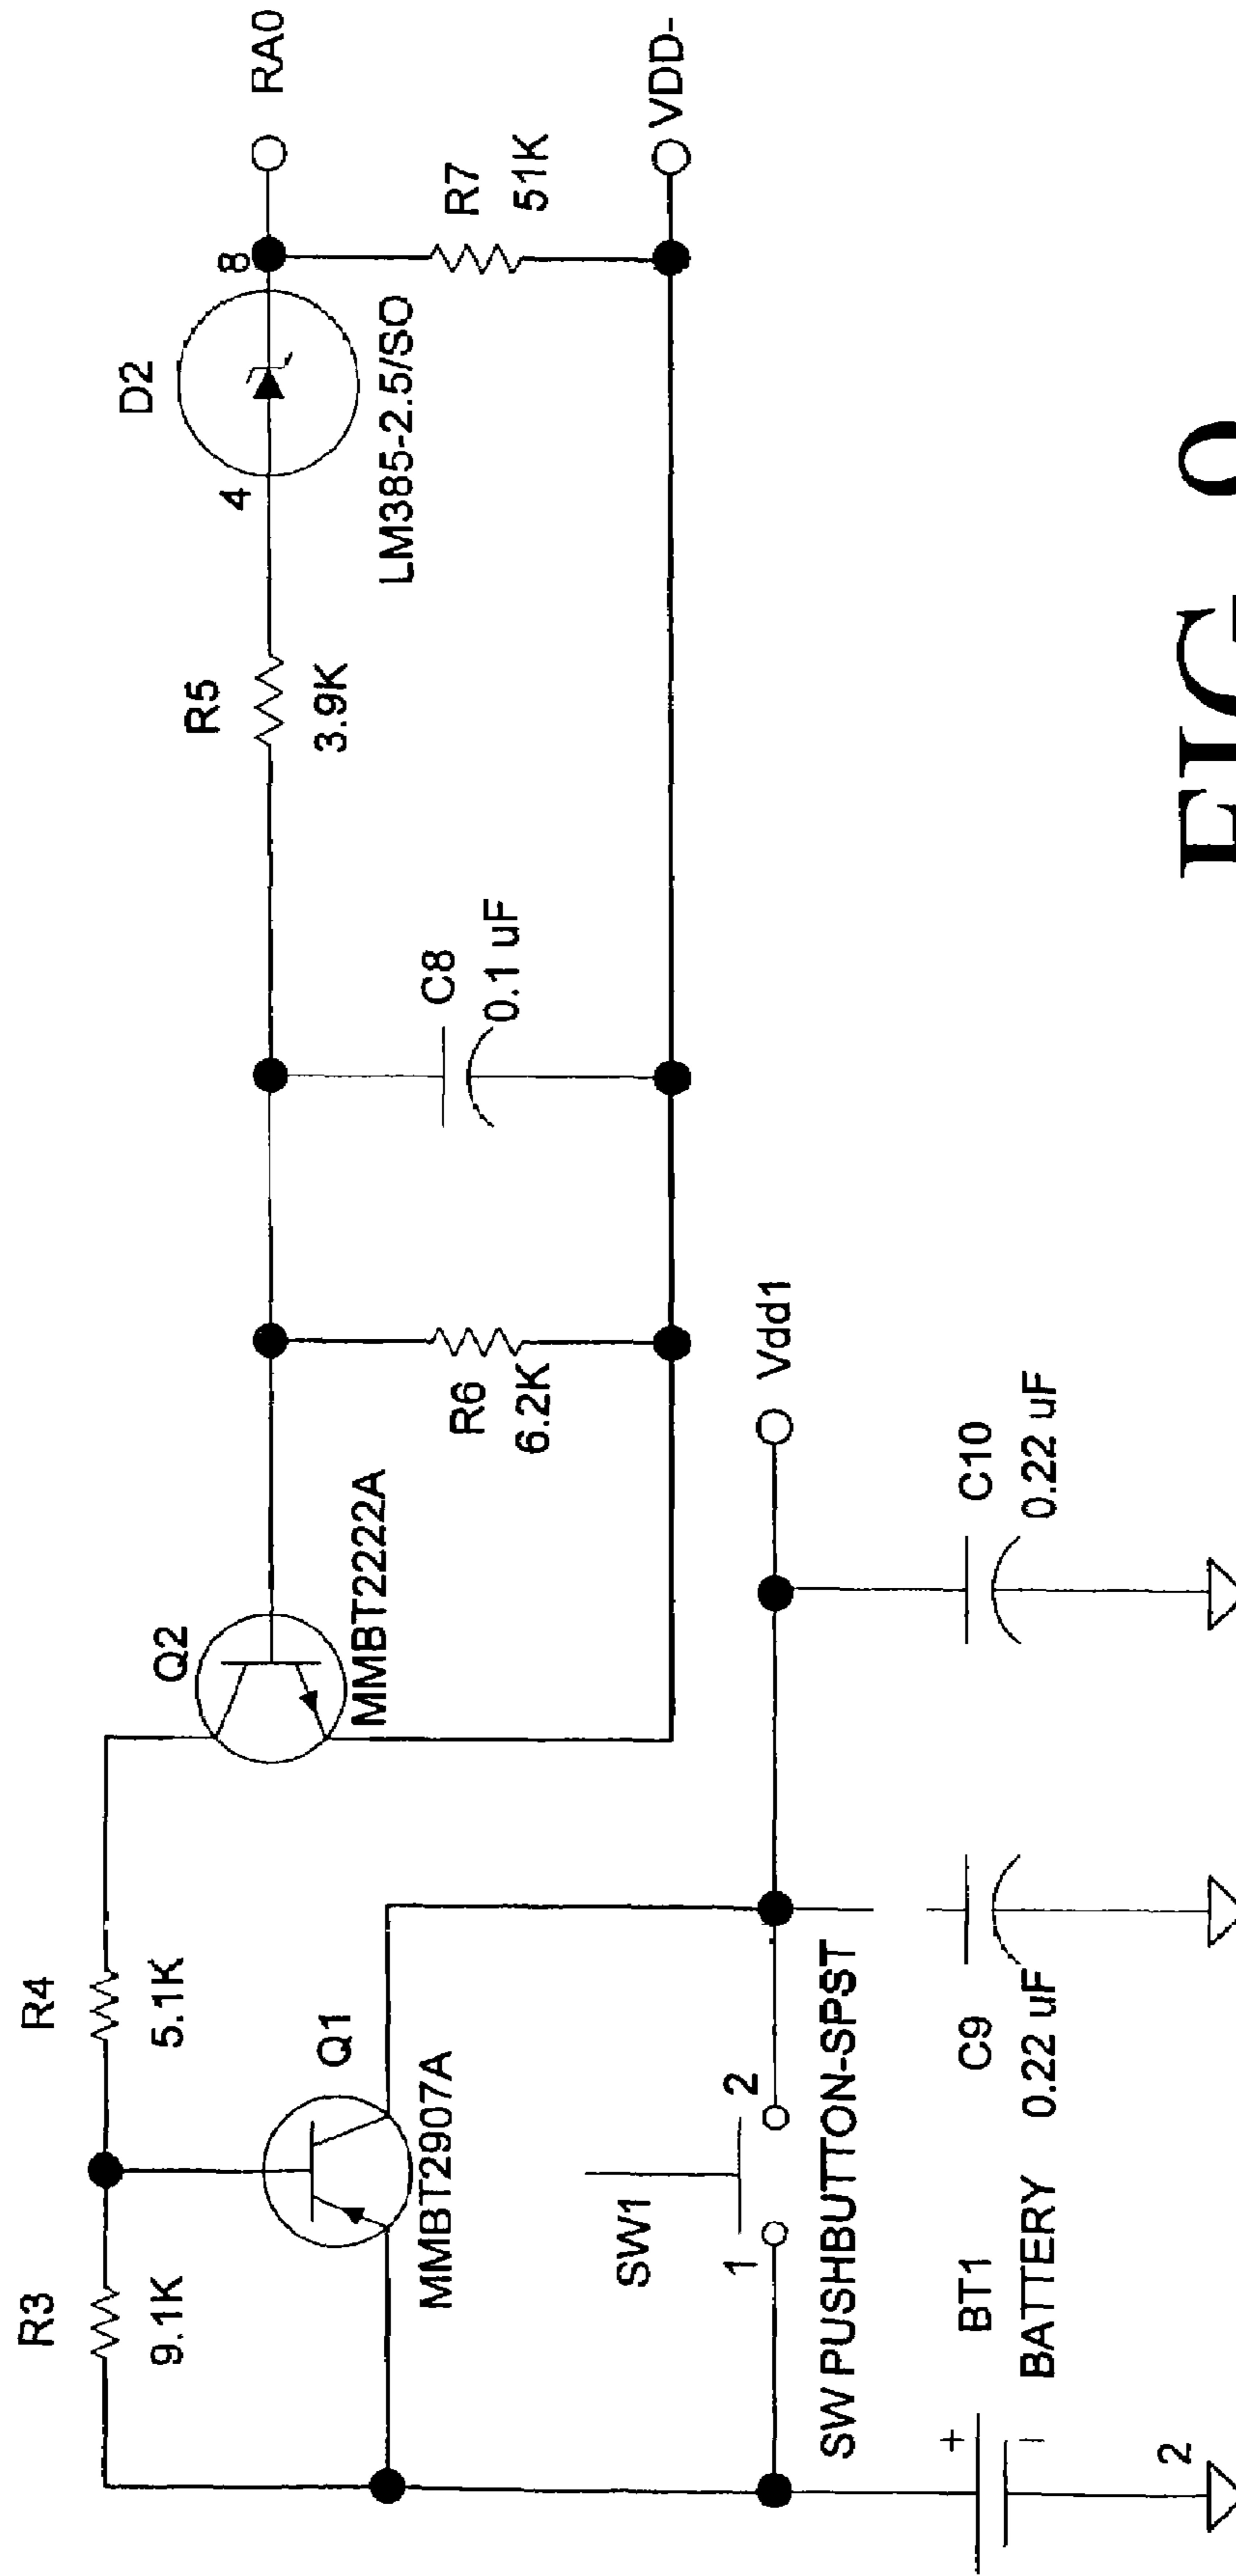 R3
9.1K
R4
5.1K
Q1
MMBT2907A
Q2
MMBT2222A
R6
6.2K
C8
0.1 uF
R5
3.9K
D2
4
8
LM385-2.5/SO
R7
51K
RA0
VDD-
SW1
1
2
SW PUSHBUTTON-SPST
Vdd1
BT1
BATTERY
+
-
2
C9
0.22 uF
C10
0.22 uF